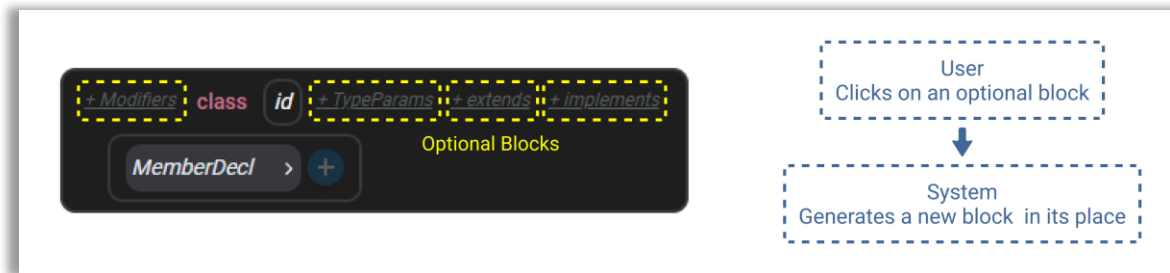 + Modifiers class id + TypeParams + extends + implements
Optional Blocks
MemberDecl > +
User
Clicks on an optional block
System
Generates a new block in its place